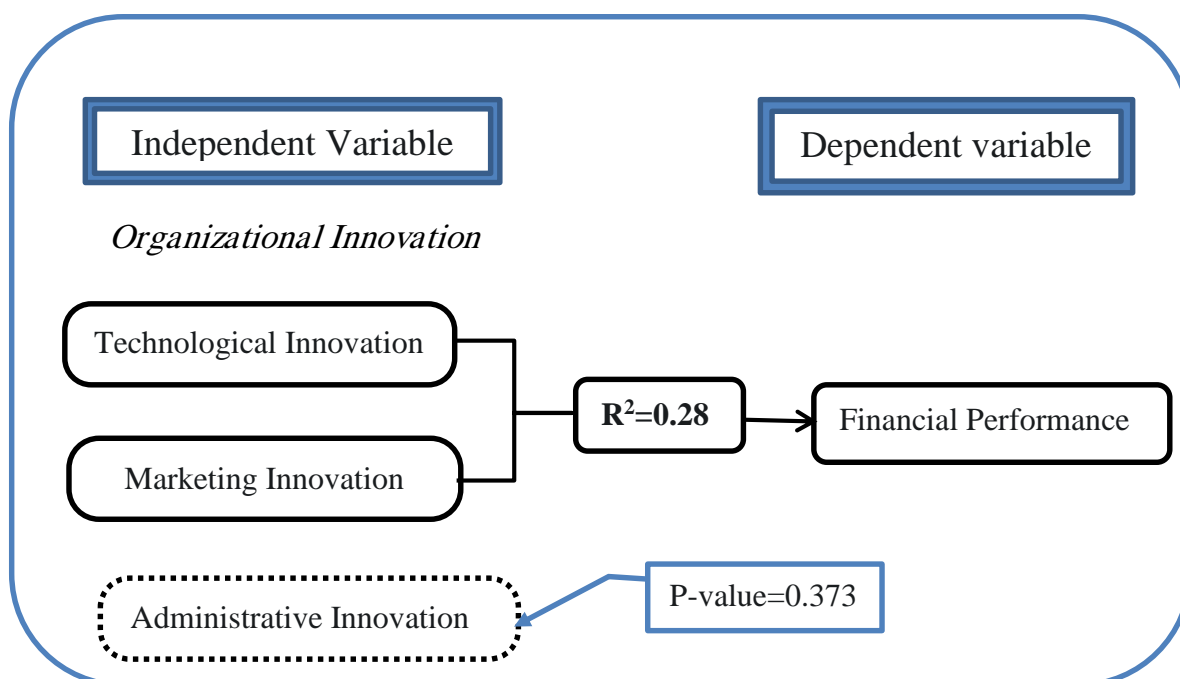 Independent Variable
Dependent variable
Organizational Innovation
Technological Innovation
R²=0.28
Financial Performance
Marketing Innovation
Administrative Innovation
P-value=0.373